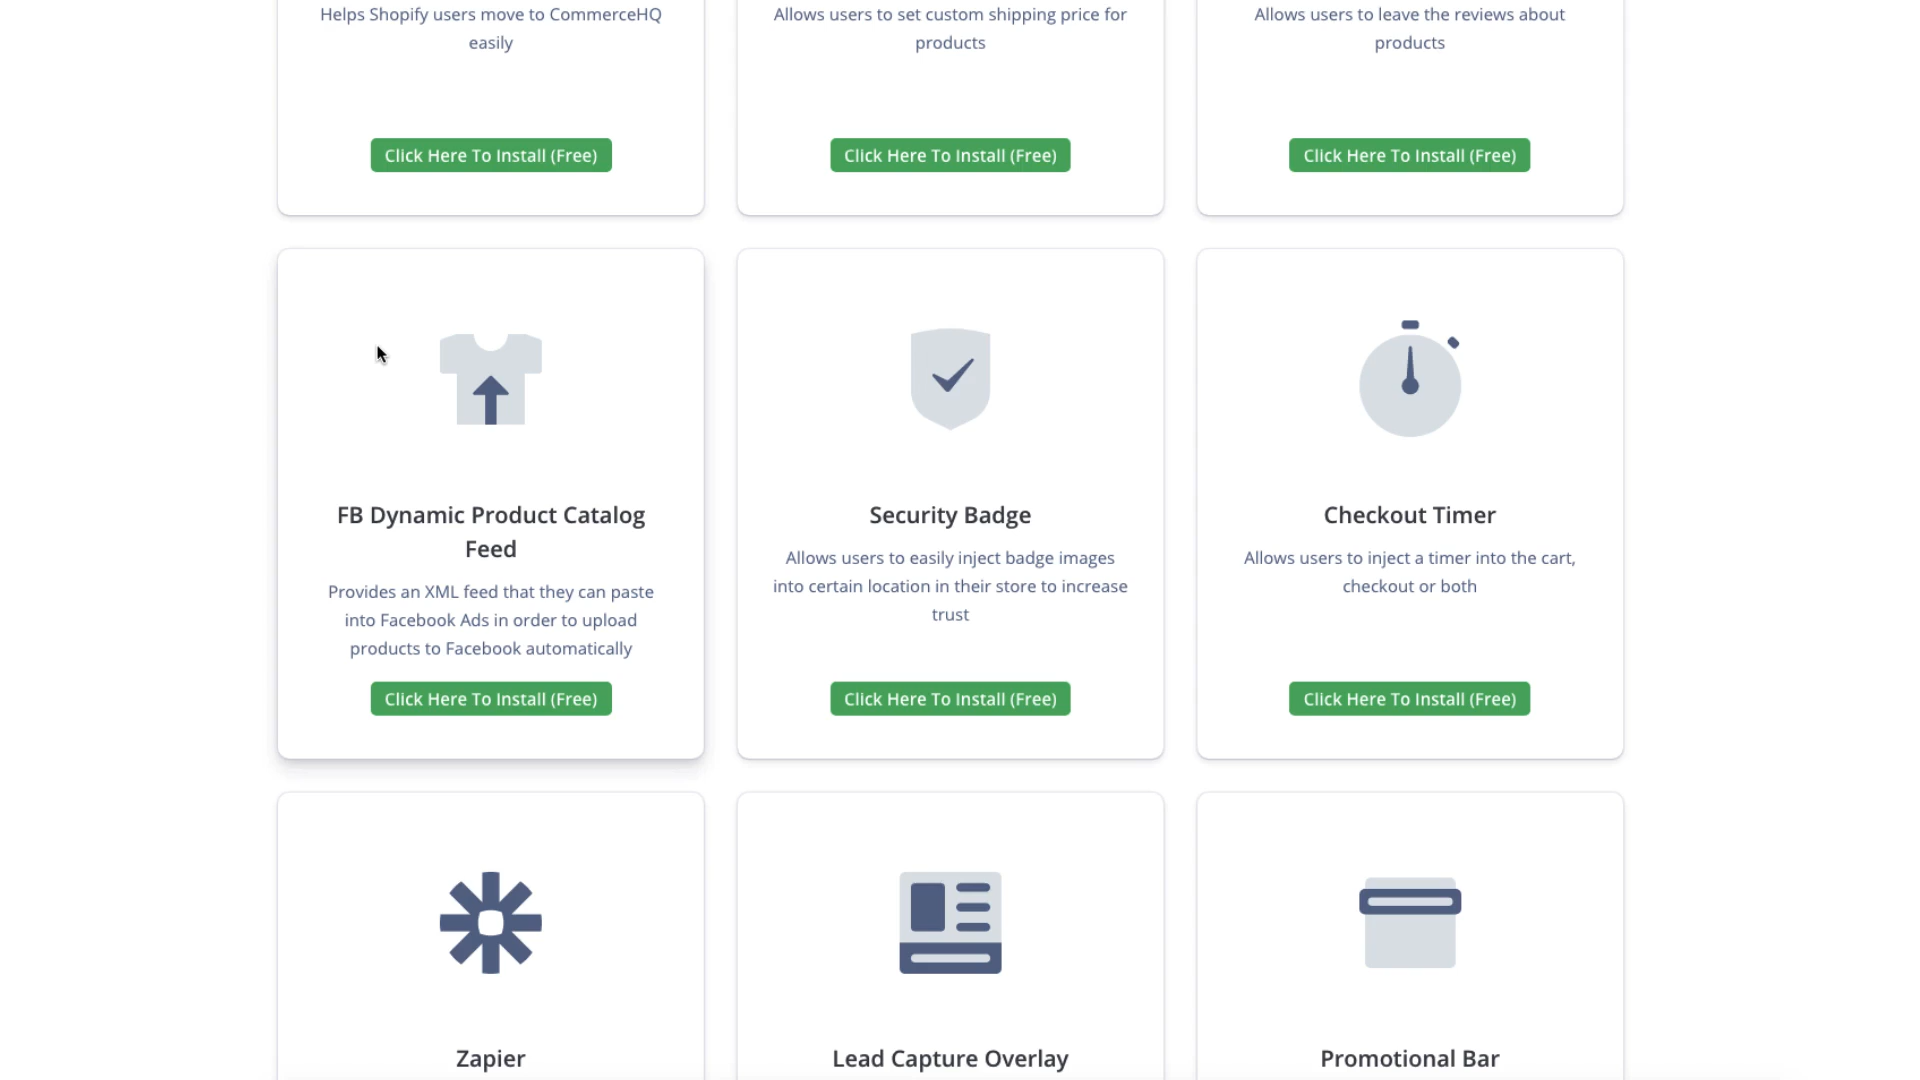 Helps Shopify users move to CommerceHQ
easily
Click Here To Install (Free)
Allows users to set custom shipping price for
products
Click Here To Install (Free)
Allows users to leave the reviews about
products
Click Here To Install (Free)
FB Dynamic Product Catalog
Feed
Provides an XML feed that they can paste
into Facebook Ads in order to upload
products to Facebook automatically
Click Here To Install (Free)
Security Badge
Allows users to easily inject badge images
into certain location in their store to increase
trust
Click Here To Install (Free)
Checkout Timer
Allows users to inject a timer into the cart,
checkout or both
Click Here To Install (Free)
Zapier
Lead Capture Overlay
Promotional Bar